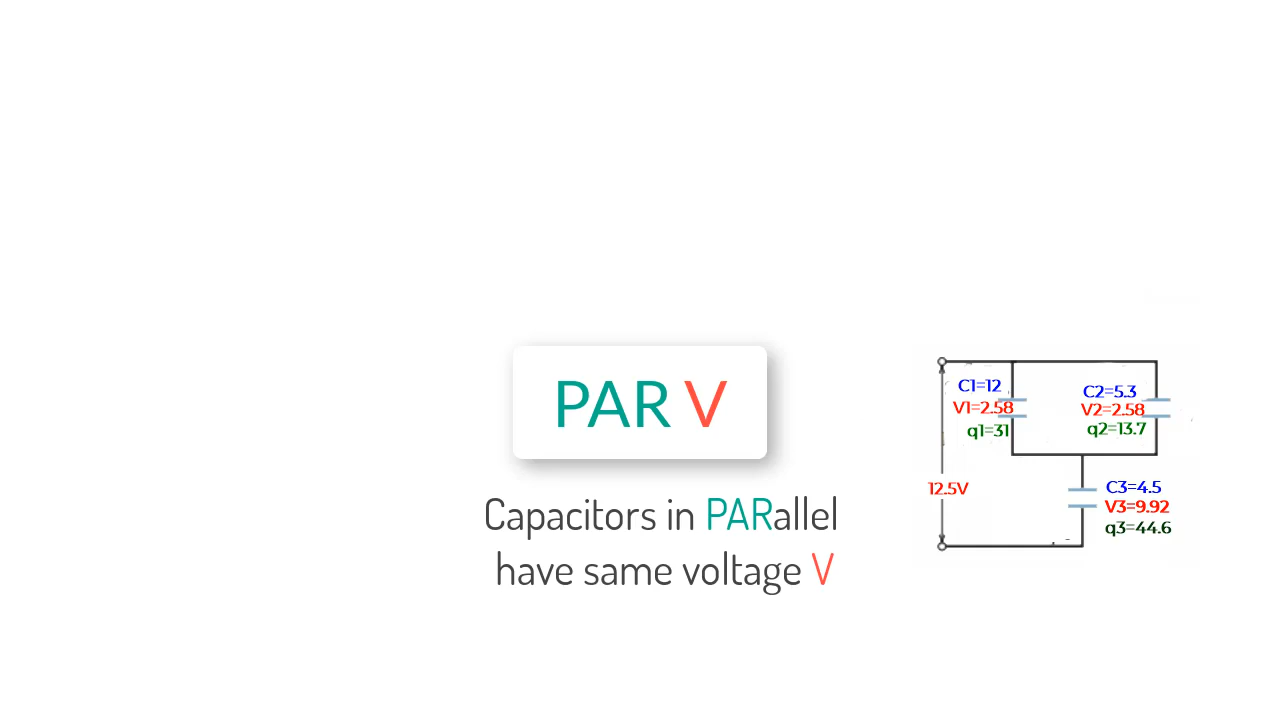 PAR V
Capacitors in PARallel
have same voltage V
C1=12
V1=2.58
q1=31
C2=5.3
V2=2.58
q2=13.7
12.5V
C3=4.5
V3=9.92
q3=44.6